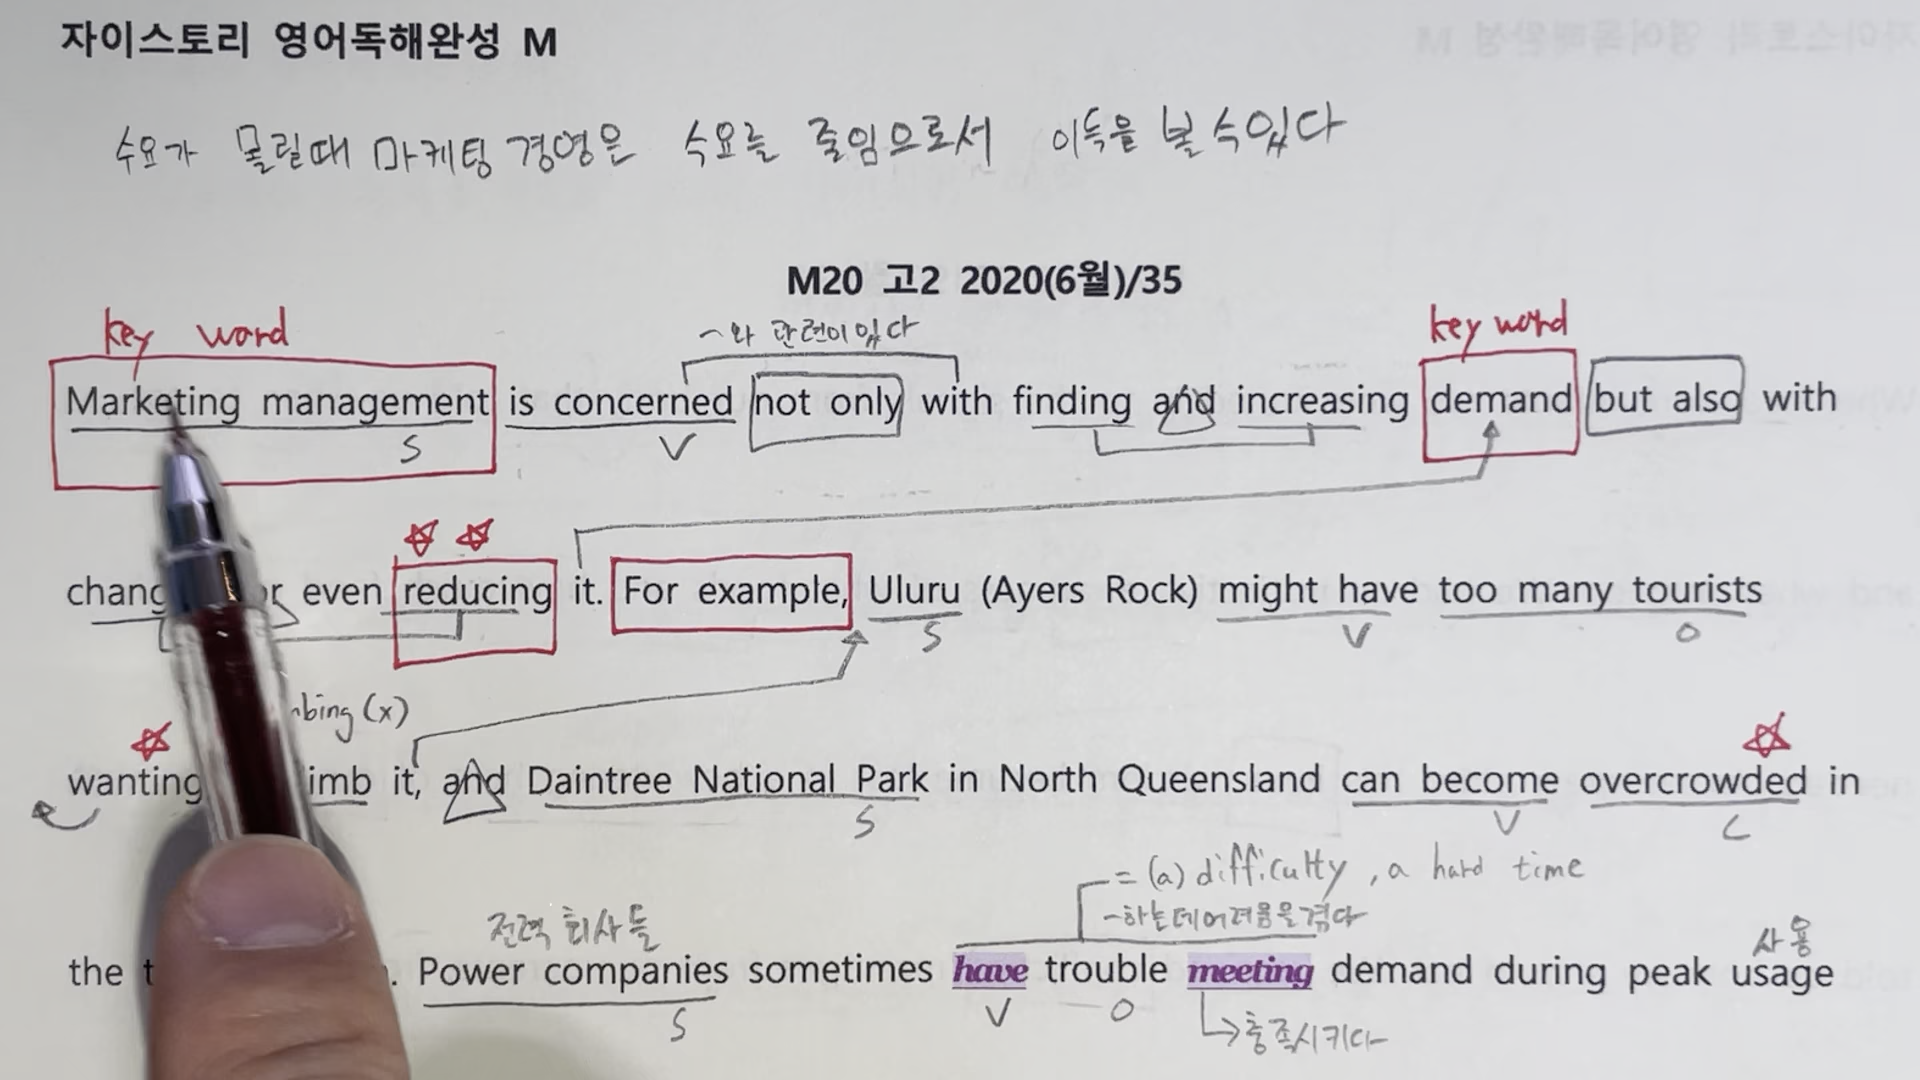 자이스토리 영어독해완성 M
수요가 몰릴때 마케팅 경영은 수요를 줄임으로서 이득을 볼 수 있다
M20 고2 2020(6월)/35
key word
~와 관련이 있다
key word
Marketing management is concerned not only with finding and increasing demand but also with
S V
chang or even reducing it. For example, Uluru (Ayers Rock) might have too many tourists
S V O
bing (x)
wanting imb it, and Daintree National Park in North Queensland can become overcrowded in
S V C
= (a) difficulty, a hard time
~하는데 어려움을 겪다
전력 회사들
사용
the t . Power companies sometimes have trouble meeting demand during peak usage
S V O
충족시키다